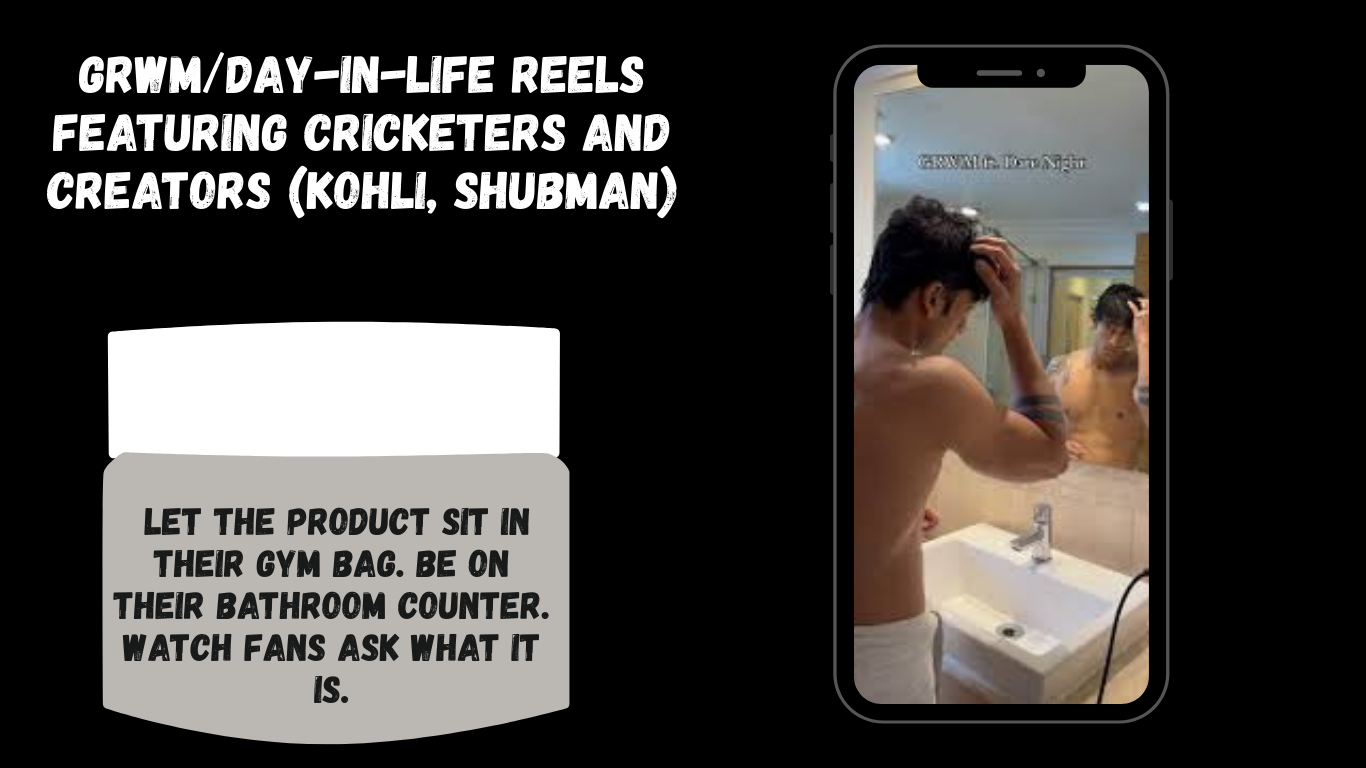 GRWM/DAY-IN-LIFE REELS
FEATURING CRICKETERS AND
CREATORS (KOHLI, SHUBMAN)
GRWM ft. Date Night
LET THE PRODUCT SIT IN
THEIR GYM BAG. BE ON
THEIR BATHROOM COUNTER.
WATCH FANS ASK WHAT IT
IS.